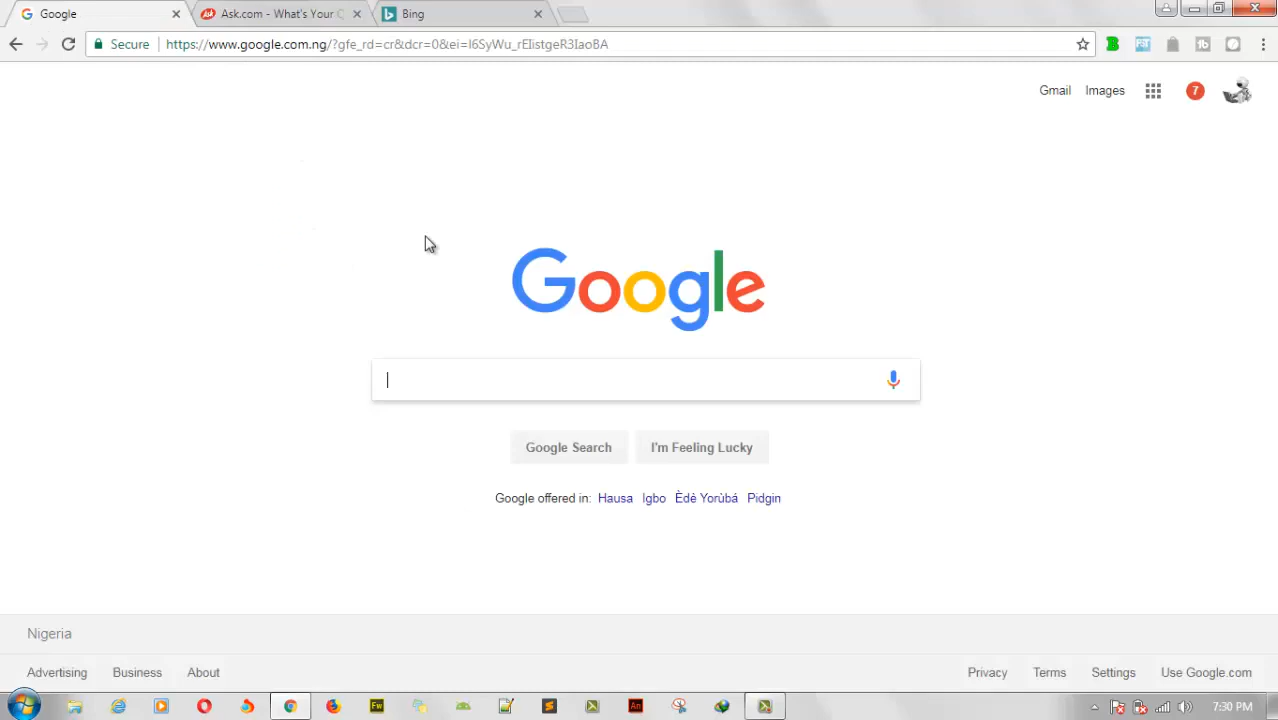 Google
Ask.com - What's Your Q
Bing
Secure
https://www.google.com.ng/?gfe_rd=cr&dcr=0&ei=I6SyWu_rEIistgeR3IaoBA
Gmail Images 7
Google
Google Search I'm Feeling Lucky
Google offered in: Hausa Igbo Èdè Yorùbá Pidgin
Nigeria
Advertising Business About Privacy Terms Settings Use Google.com
Fw An 7:30 PM